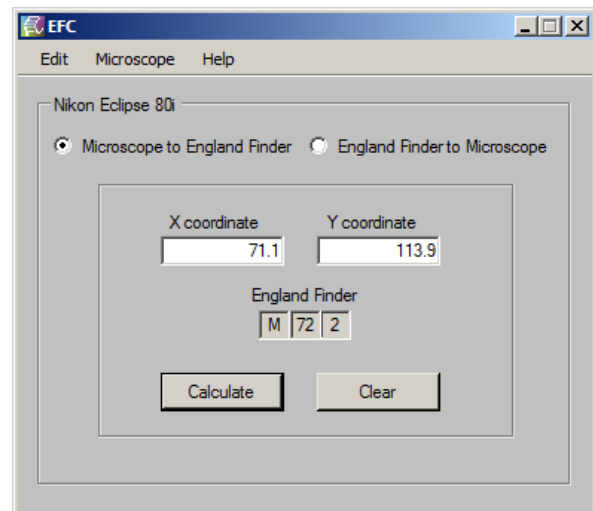 EFC
Edit Microscope Help
Nikon Eclipse 80i
Microscope to England Finder England Finder to Microscope
X coordinate Y coordinate
71.1 113.9
England Finder
M 72 2
Calculate Clear